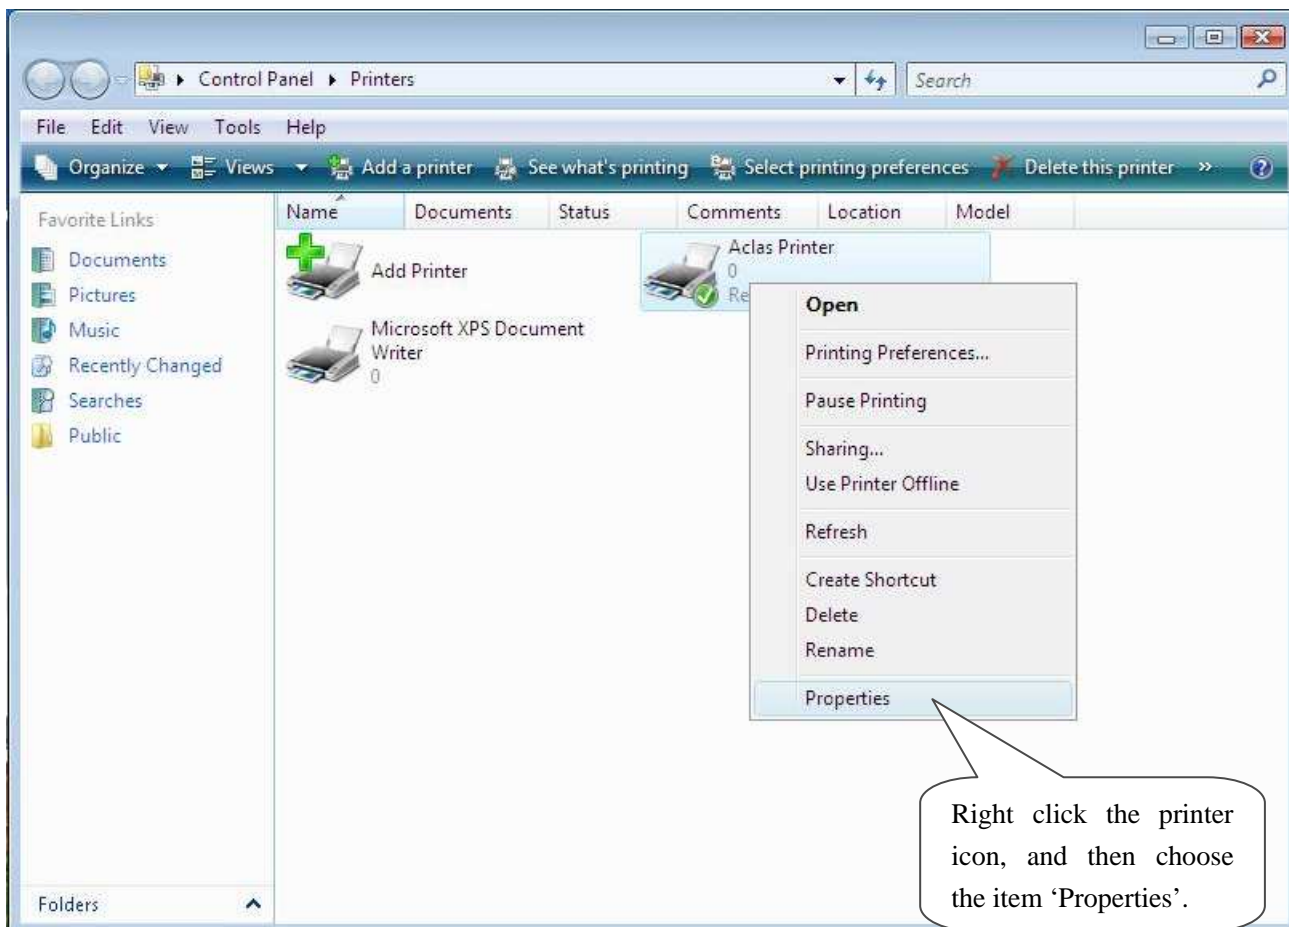 Control Panel ▸ Printers
Search
File Edit View Tools Help
Organize Views Add a printer See what's printing Select printing preferences Delete this printer »
Favorite Links
Documents
Pictures
Music
Recently Changed
Searches
Public
Folders
Name Documents Status Comments Location Model
Add Printer
Microsoft XPS Document
Writer
0
Aclas Printer
0
Re
Open
Printing Preferences...
Pause Printing
Sharing...
Use Printer Offline
Refresh
Create Shortcut
Delete
Rename
Properties
Right click the printer
icon, and then choose
the item ‘Properties’.